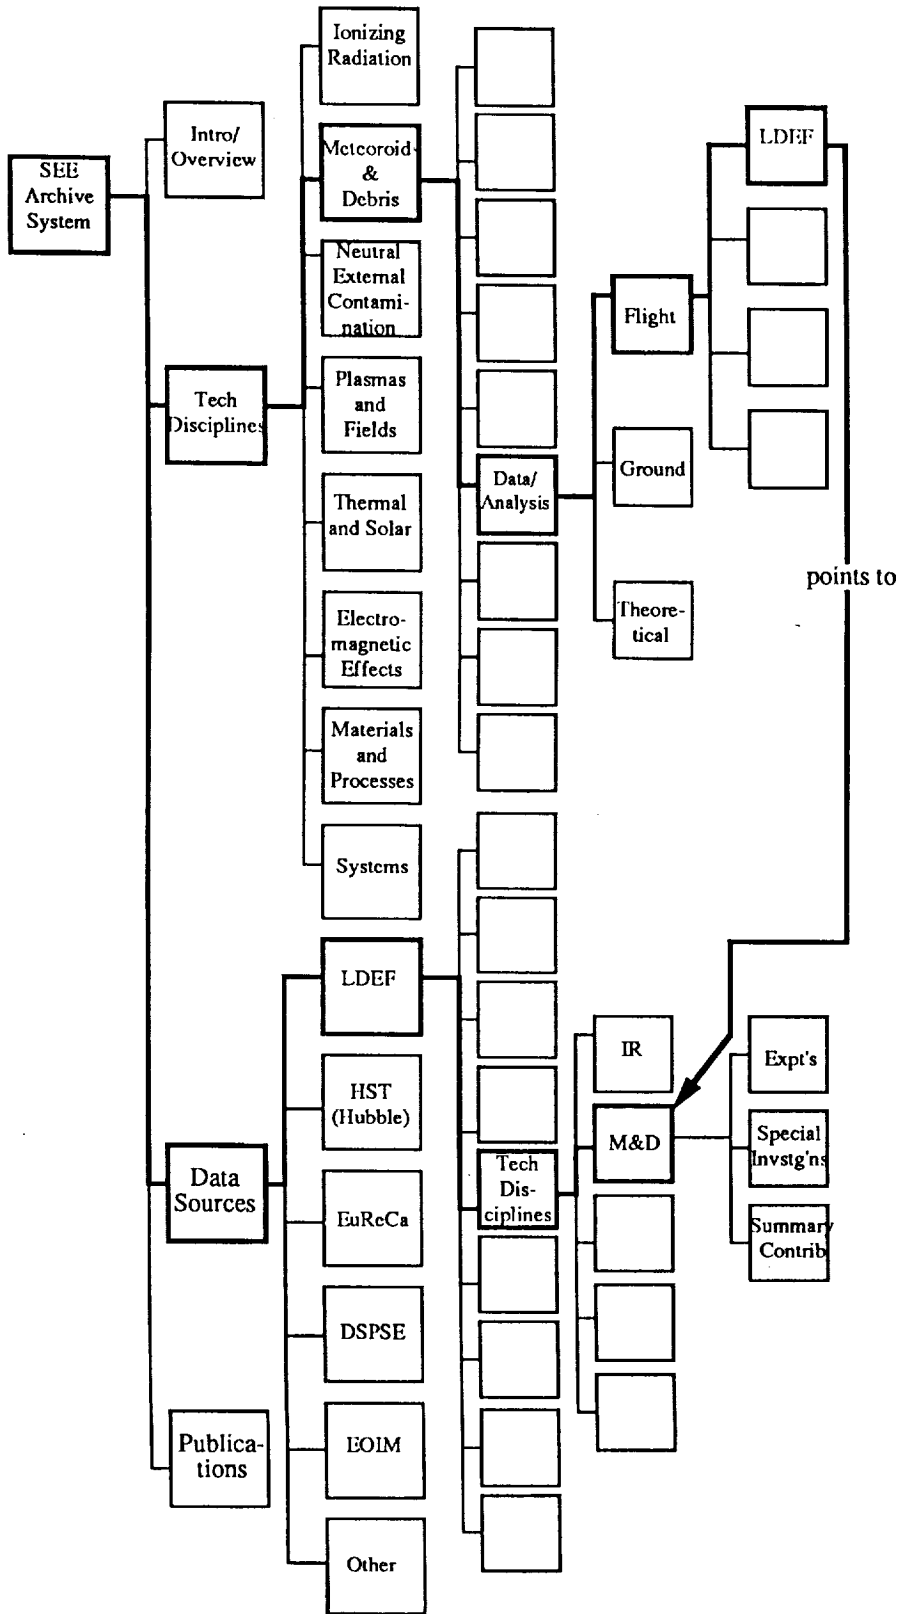 SEE
Archive
System
Intro/
Overview
Tech
Disciplines
Data
Sources
Publica-
tions
Ionizing
Radiation
Meteoroid
&
Debris
Neutral
External
Contami-
nation
Plasmas
and
Fields
Thermal
and Solar
Electro-
magnetic
Effects
Materials
and
Processes
Systems
LDEF
HST
(Hubble)
EuReCa
DSPSE
EOIM
Other
Data/
Analysis
Tech
Dis-
ciplines
Flight
Ground
Theore-
tical
LDEF
points to
IR
M&D
Expt's
Special
Invstg'ns
Summary
Contrib